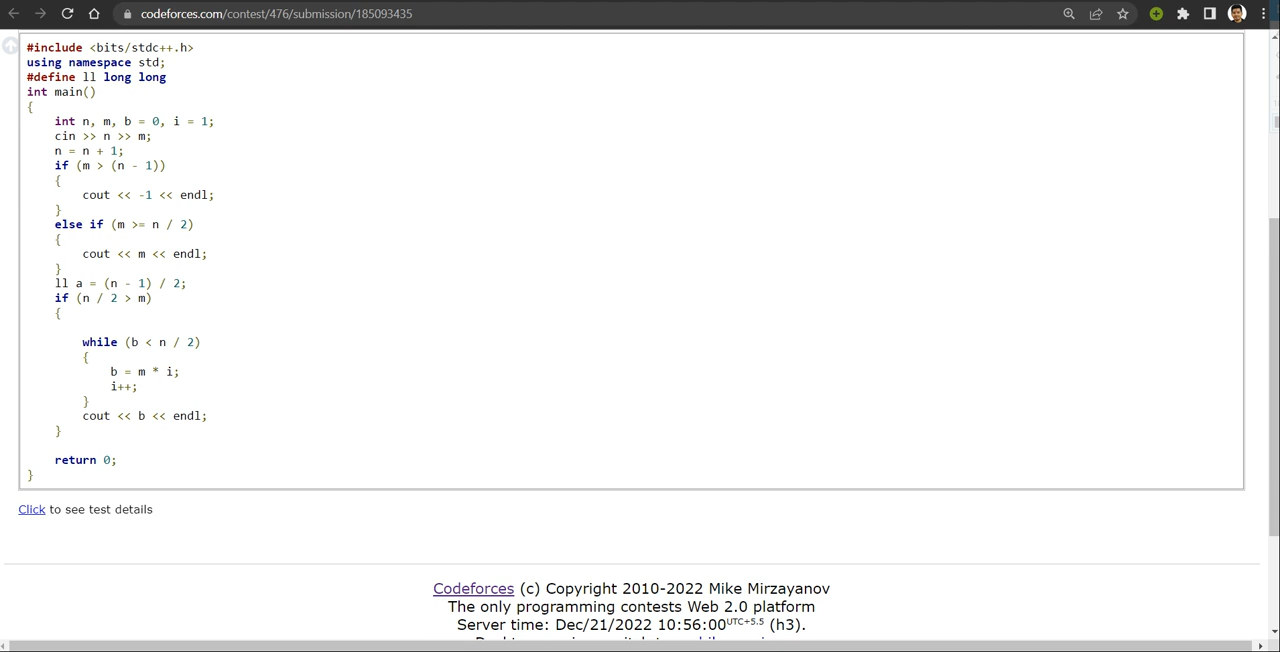 codeforces.com/contest/476/submission/185093435
#include <bits/stdc++.h>
using namespace std;
#define ll long long
int main()
{
    int n, m, b = 0, i = 1;
    cin >> n >> m;
    n = n + 1;
    if (m > (n - 1))
    {
        cout << -1 << endl;
    }
    else if (m >= n / 2)
    {
        cout << m << endl;
    }
    ll a = (n - 1) / 2;
    if (n / 2 > m)
    {
        while (b < n / 2)
        {
            b = m * i;
            i++;
        }
        cout << b << endl;
    }
    return 0;
}
Click to see test details
Codeforces (c) Copyright 2010-2022 Mike Mirzayanov
The only programming contests Web 2.0 platform
Server time: Dec/21/2022 10:56:00UTC+5.5 (h3).